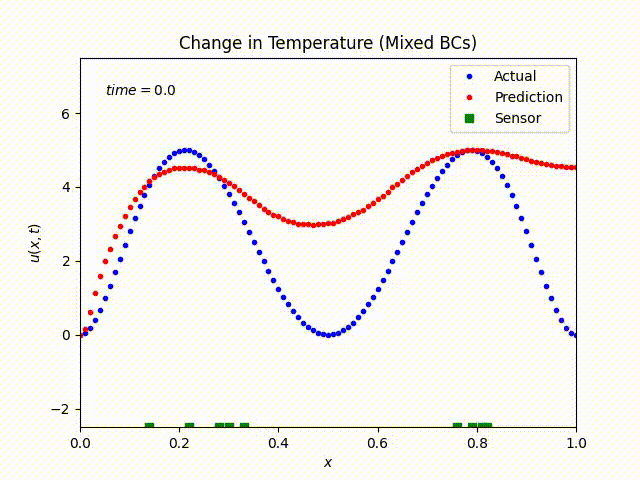 Change in Temperature (Mixed BCs)
time = 0.0
Actual
Prediction
Sensor
6
4
2
0
−2
u(x, t)
0.0 0.2 0.4 0.6 0.8 1.0
x